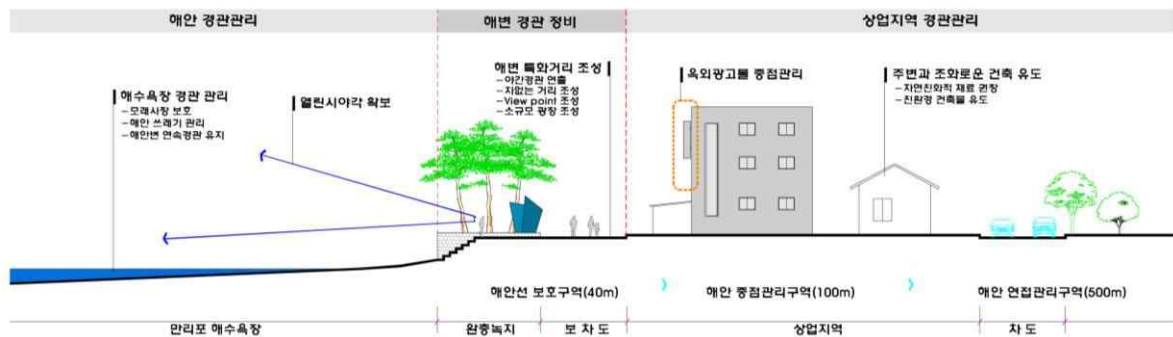 해안 경관관리
해변 경관 정비
상업지역 경관관리
해수욕장 경관 관리
–모래사장 보호
–해안 쓰레기 관리
–해안변 연속경관 유지
열린시야각 확보
해변 특화거리 조성
–야간경관 연출
–차없는 거리 조성
–View point 조성
–소규모 광장 조성
옥외광고물 중점관리
주변과 조화로운 건축 유도
–자연친화적 재료 권장
–친환경 건축물 유도
해안선 보호구역(40m)
해안 중점관리구역(100m)
해안 연접관리구역(500m)
만리포 해수욕장
완충녹지
보 차 도
상업지역
차 도